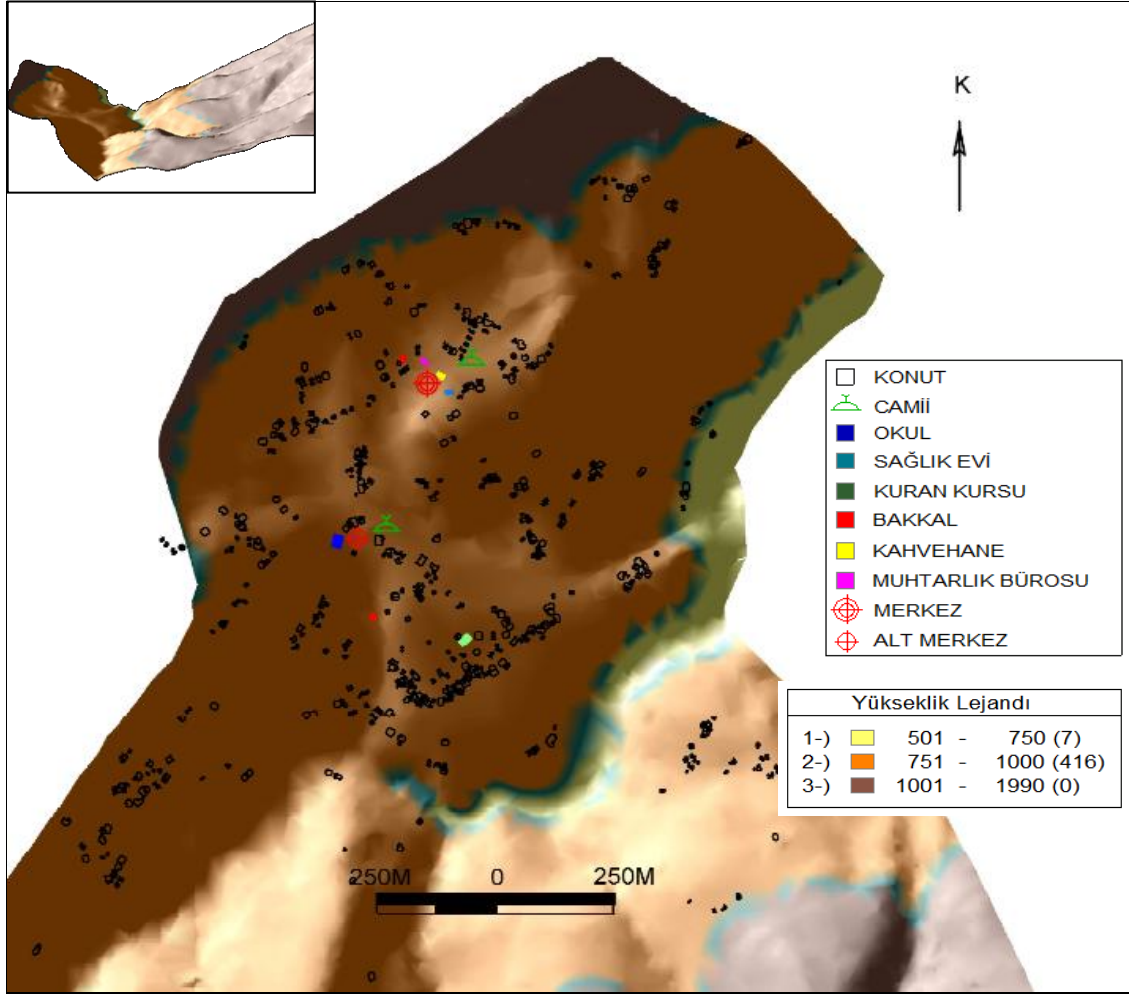 K
KONUT
CAMİİ
OKUL
SAĞLIK EVİ
KURAN KURSU
BAKKAL
KAHVEHANE
MUHTARLIK BÜROSU
MERKEZ
ALT MERKEZ
Yükseklik Lejandı
1-) 501 - 750 (7)
2-) 751 - 1000 (416)
3-) 1001 - 1990 (0)
250M 0 250M